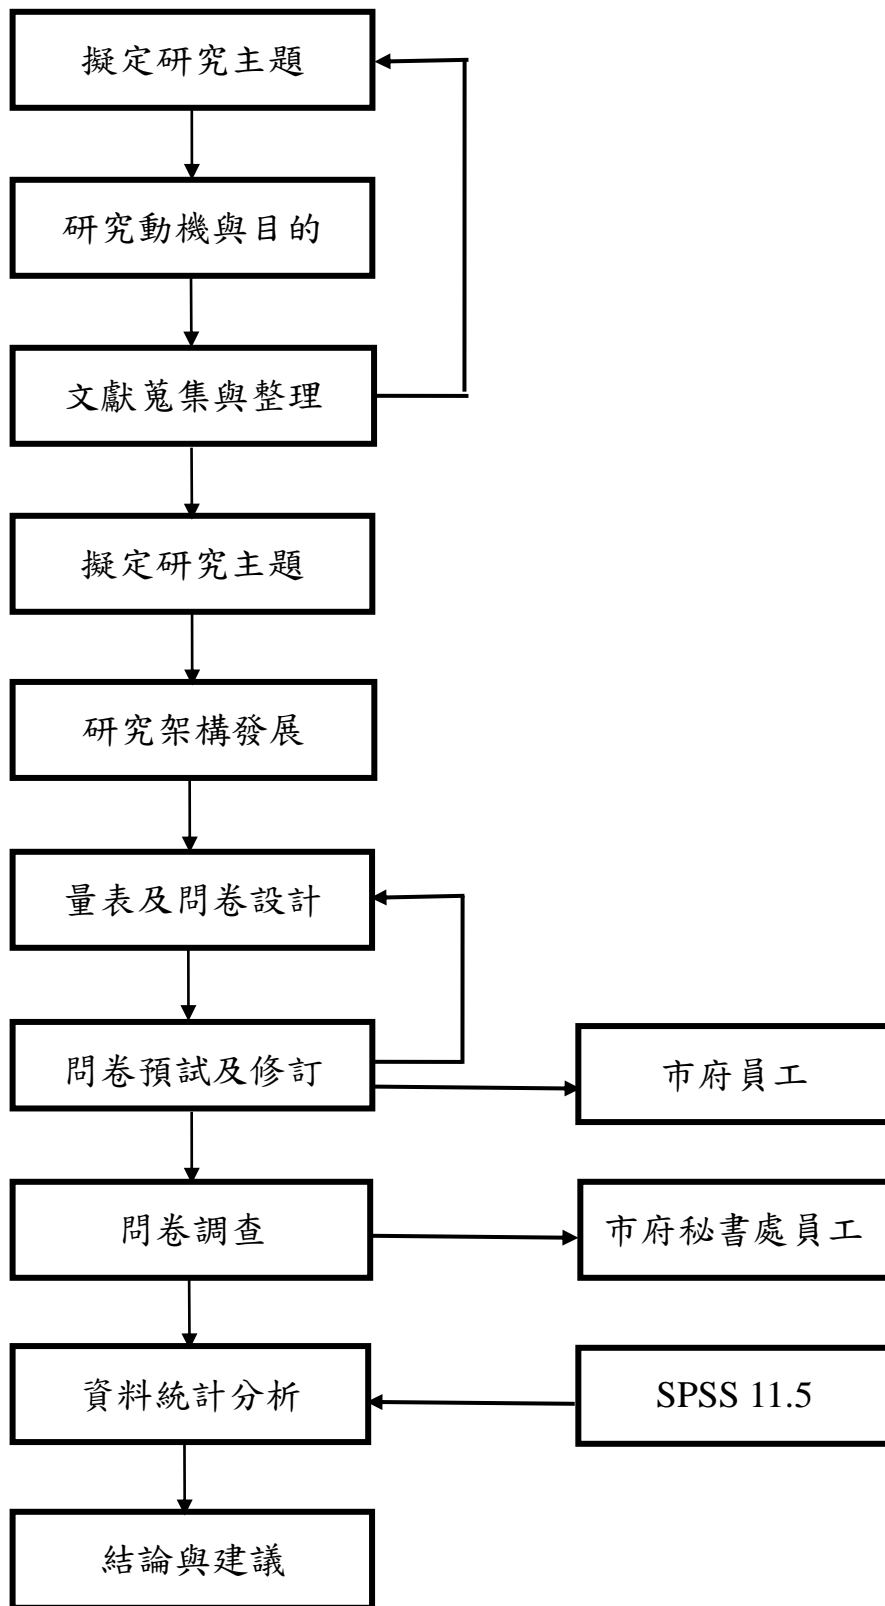 擬定研究主題
研究動機與目的
文獻蒐集與整理
擬定研究主題
研究架構發展
量表及問卷設計
問卷預試及修訂
市府員工
問卷調查
市府秘書處員工
資料統計分析
SPSS 11.5
結論與建議